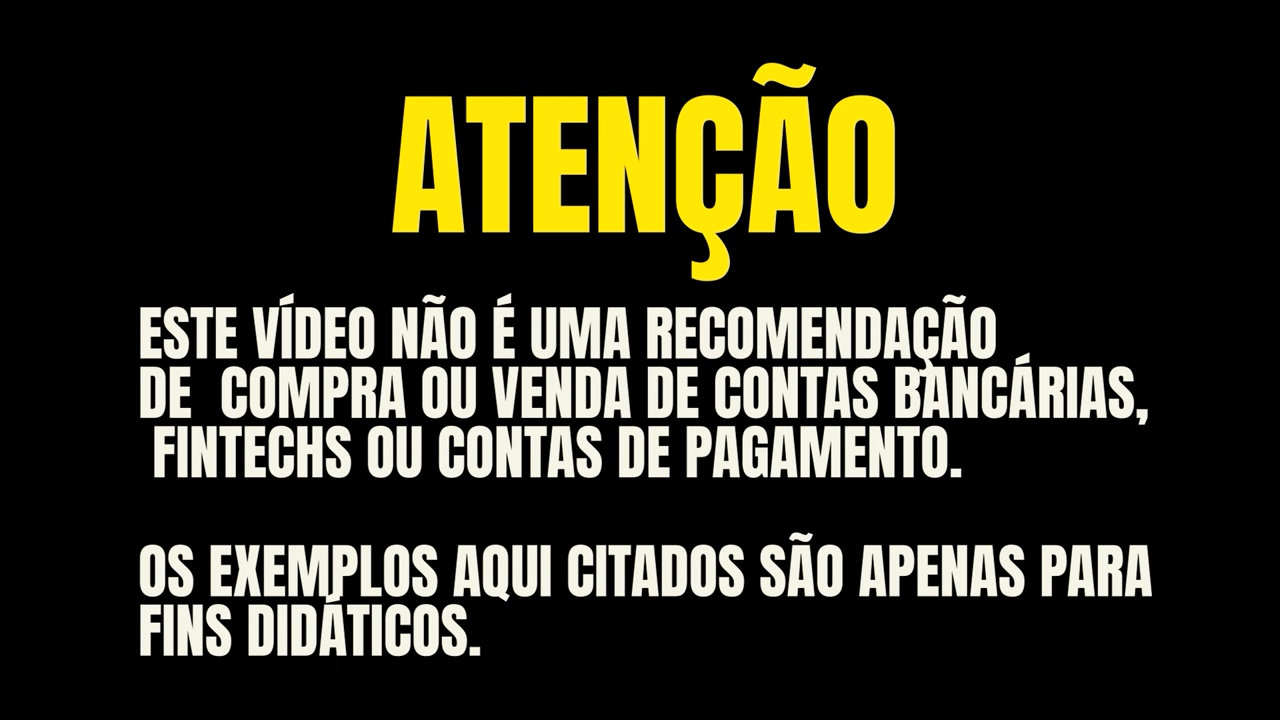 ATENÇÃO
ESTE VÍDEO NÃO É UMA RECOMENDAÇÃO
DE COMPRA OU VENDA DE CONTAS BANCÁRIAS,
FINTECHS OU CONTAS DE PAGAMENTO.
OS EXEMPLOS AQUI CITADOS SÃO APENAS PARA
FINS DIDÁTICOS.